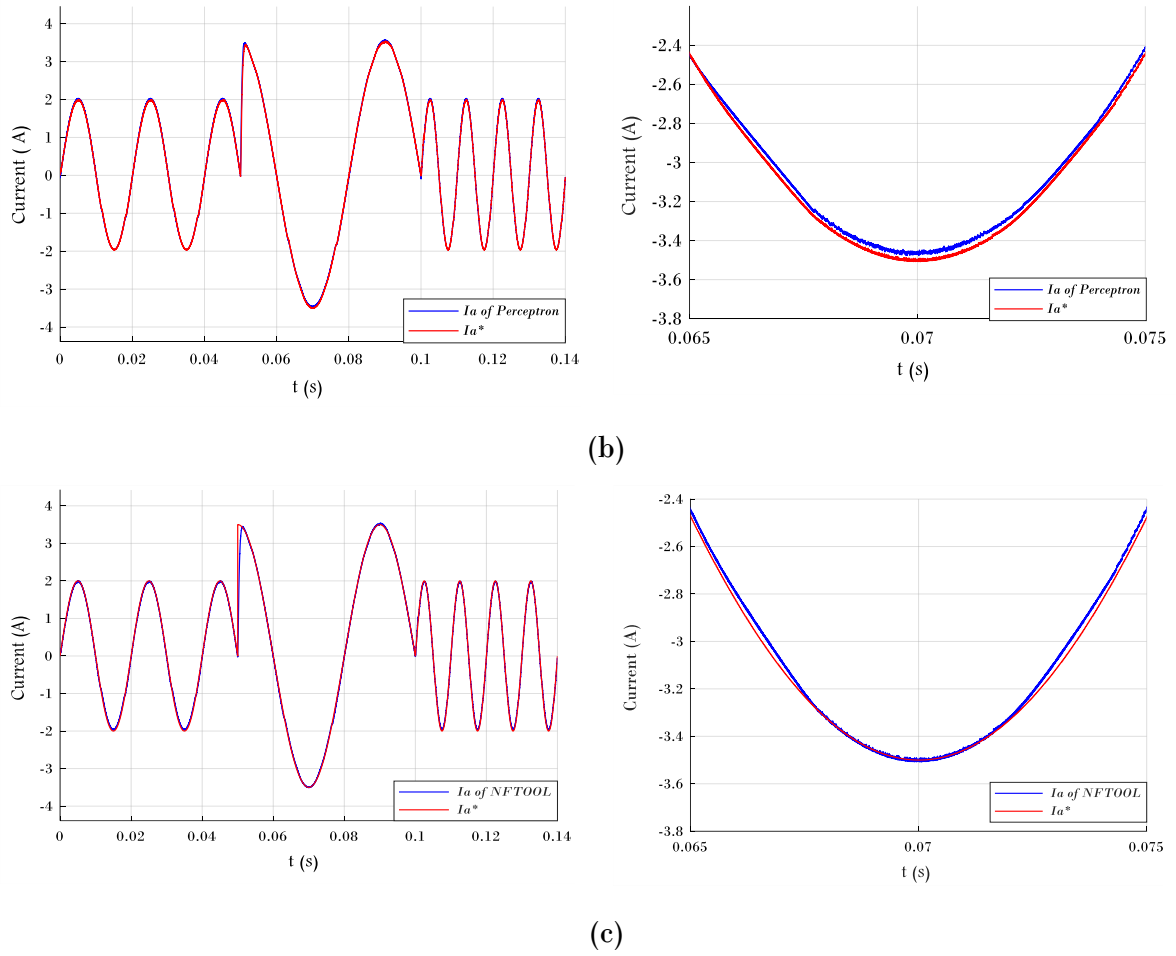 4
3
2
1
0
-1
-2
-3
-4
Current ( A)
0 0.02 0.04 0.06 0.08 0.1 0.12 0.14
t (s)
Ia of Perceptron
Ia*
-2.4
-2.6
-2.8
-3
-3.2
-3.4
-3.6
-3.8
Current (A)
0.065 0.07 0.075
t (s)
Ia of Perceptron
Ia*
(b)
4
3
2
1
0
-1
-2
-3
-4
Current (A)
0 0.02 0.04 0.06 0.08 0.1 0.12 0.14
t (s)
Ia of NFTOOL
Ia*
-2.4
-2.6
-2.8
-3
-3.2
-3.4
-3.6
-3.8
Current (A)
0.065 0.07 0.075
t (s)
Ia of NFTOOL
Ia*
(c)